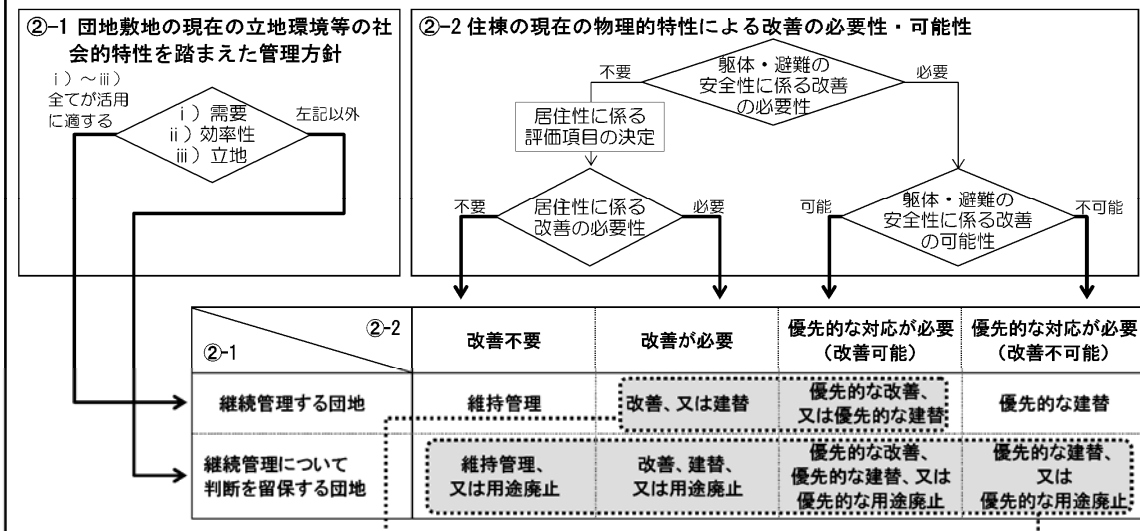 ②-1 団地敷地の現在の立地環境等の社
会的特性を踏まえた管理方針
ⅰ）～ⅲ）
全てが活用
に適する
ⅰ）需要
ⅱ）効率性
ⅲ）立地
左記以外
②-2 住棟の現在の物理的特性による改善の必要性・可能性
不要
躯体・避難の
安全性に係る改善
の必要性
必要
居住性に係る
評価項目の決定
不要
居住性に係る
改善の必要性
必要
可能
躯体・避難の
安全性に係る改善
の可能性
不可能
②-2
②-1
改善不要
改善が必要
優先的な対応が必要
（改善可能）
優先的な対応が必要
（改善不可能）
継続管理する団地
維持管理
改善、又は建替
優先的な改善、
又は優先的な建替
優先的な建替
継続管理について
判断を留保する団地
維持管理、
又は用途廃止
改善、建替、
又は用途廃止
優先的な改善、
優先的な建替、又は
優先的な用途廃止
優先的な建替、
又は
優先的な用途廃止